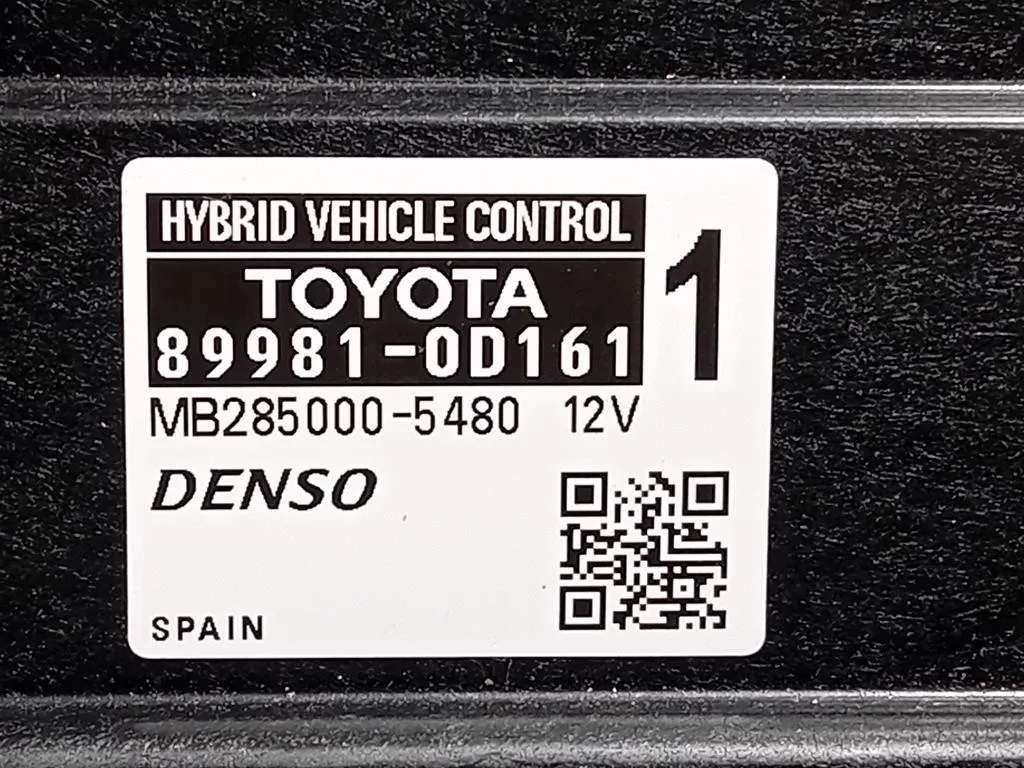 HYBRID VEHICLE CONTROL
TOYOTA
89981-0D161
1
MB285000-5480 12V
DENSO
SPAIN